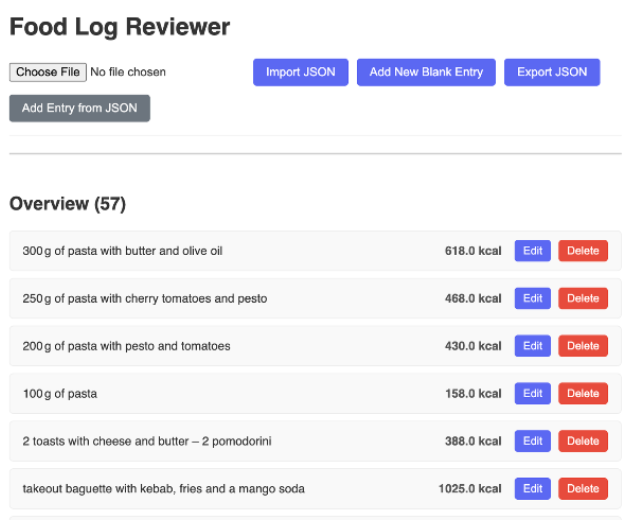 Food Log Reviewer
Choose File No file chosen Import JSON Add New Blank Entry Export JSON
Add Entry from JSON
Overview (57)
300 g of pasta with butter and olive oil 618.0 kcal Edit Delete
250 g of pasta with cherry tomatoes and pesto 468.0 kcal Edit Delete
200 g of pasta with pesto and tomatoes 430.0 kcal Edit Delete
100 g of pasta 158.0 kcal Edit Delete
2 toasts with cheese and butter – 2 pomodorini 388.0 kcal Edit Delete
takeout baguette with kebab, fries and a mango soda 1025.0 kcal Edit Delete